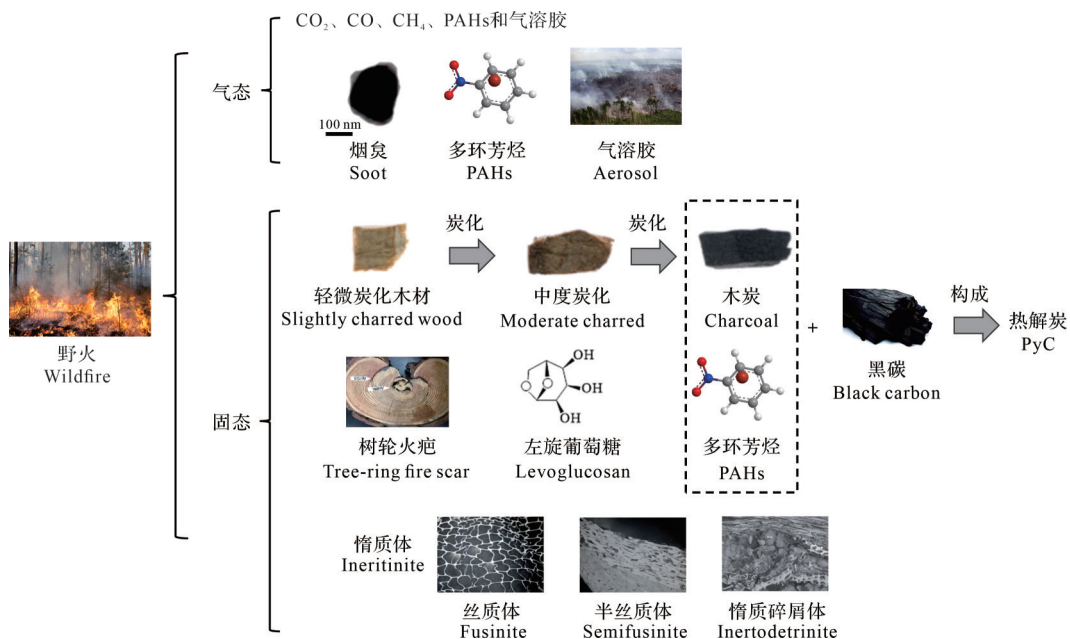 CO₂、CO、CH₄、PAHs和气溶胶
气态
100 nm
烟炱
Soot
多环芳烃
PAHs
气溶胶
Aerosol
野火
Wildfire
固态
炭化
炭化
轻微炭化木材
Slightly charred wood
中度炭化
Moderate charred
木炭
Charcoal
+
黑碳
Black carbon
构成
热解炭
PyC
树轮火疤
Tree-ring fire scar
OH
OH
OH
O
O
左旋葡萄糖
Levoglucosan
多环芳烃
PAHs
惰质体
Ineritinite
丝质体
Fusinite
半丝质体
Semifusinite
惰质碎屑体
Inertodetrinite